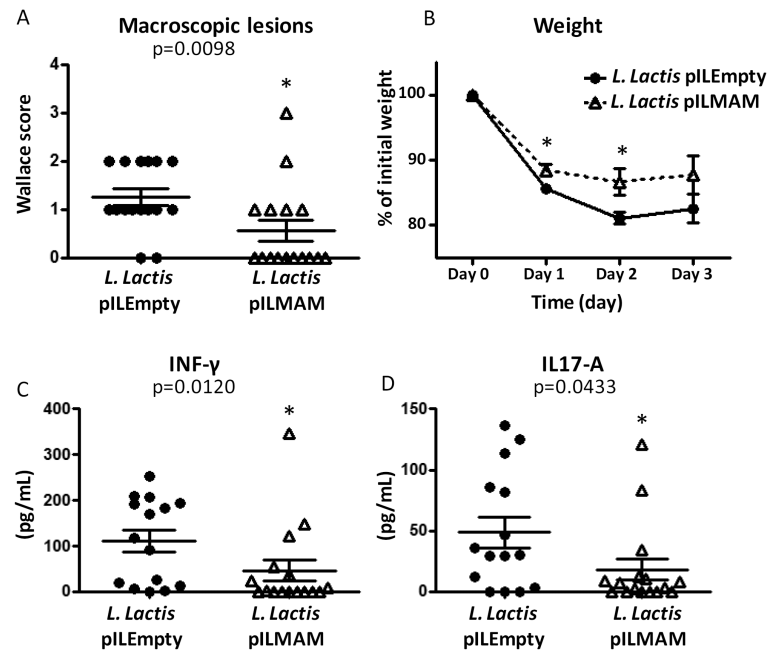 A
Macroscopic lesions
p=0.0098
Wallace score
4
3
2
1
0
*
L. Lactis
pILEmpty
L. Lactis
pILMAM
B
Weight
L. Lactis pILEmpty
L. Lactis pILMAM
% of initial weight
100
90
80
*
*
Day 0
Day 1
Day 2
Day 3
Time (day)
C
INF-γ
p=0.0120
(pg/mL)
400
300
200
100
0
*
L. Lactis
pILEmpty
L. Lactis
pILMAM
D
IL17-A
p=0.0433
(pg/mL)
150
100
50
0
*
L. Lactis
pILEmpty
L. Lactis
pILMAM